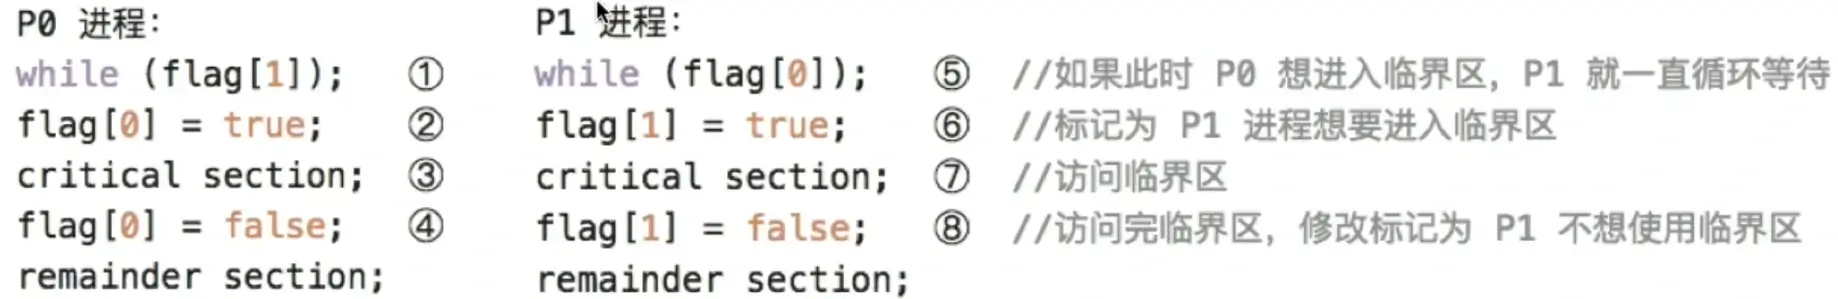 P0 进程: P1 进程:
while (flag[1]); ① while (flag[0]); ⑤ //如果此时 P0 想进入临界区, P1 就一直循环等待
flag[0] = true; ② flag[1] = true; ⑥ //标记为 P1 进程想要进入临界区
critical section; ③ critical section; ⑦ //访问临界区
flag[0] = false; ④ flag[1] = false; ⑧ //访问完临界区, 修改标记为 P1 不想使用临界区
remainder section; remainder section;